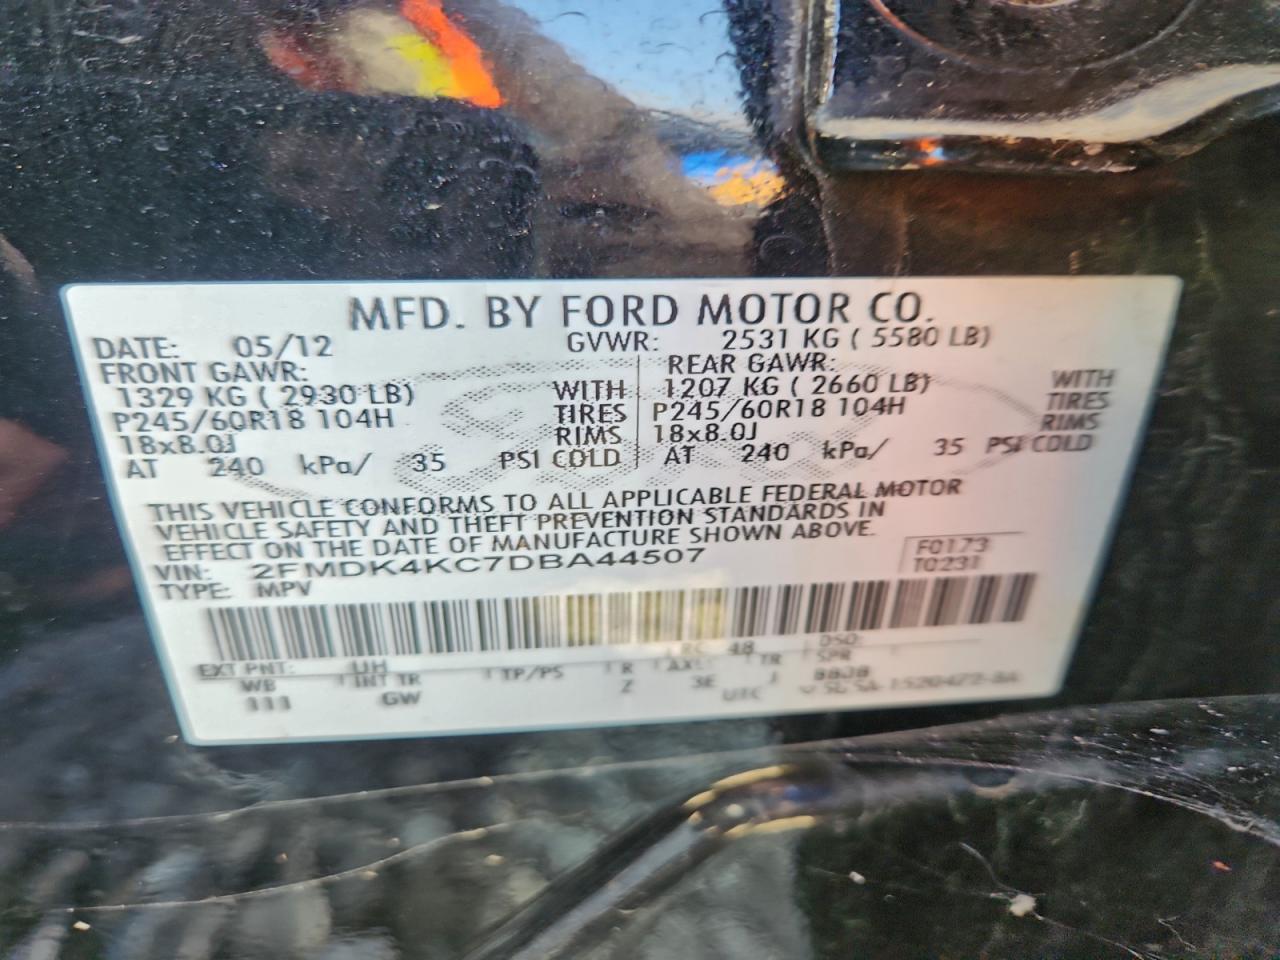 MFD. BY FORD MOTOR CO.
DATE: 05/12 GVWR: 2531 KG ( 5580 LB)
FRONT GAWR: REAR GAWR:
1329 KG ( 2930 LB) WITH 1207 KG ( 2660 LB) WITH
P245/60R18 104H TIRES P245/60R18 104H TIRES
18x8.0J RIMS 18x8.0J RIMS
AT 240 kPa/ 35 PSI COLD AT 240 kPa/ 35 PSI COLD
THIS VEHICLE CONFORMS TO ALL APPLICABLE FEDERAL MOTOR
VEHICLE SAFETY AND THEFT PREVENTION STANDARDS IN
EFFECT ON THE DATE OF MANUFACTURE SHOWN ABOVE.
VIN: 2FMDK4KC7DBA44507 F0173
TYPE: MPV T0231
EXT PNT: UH RC: 48 DSO:
WB INT TR TP/PS R AXL TR SPR
111 GW Z 3E J
UTC